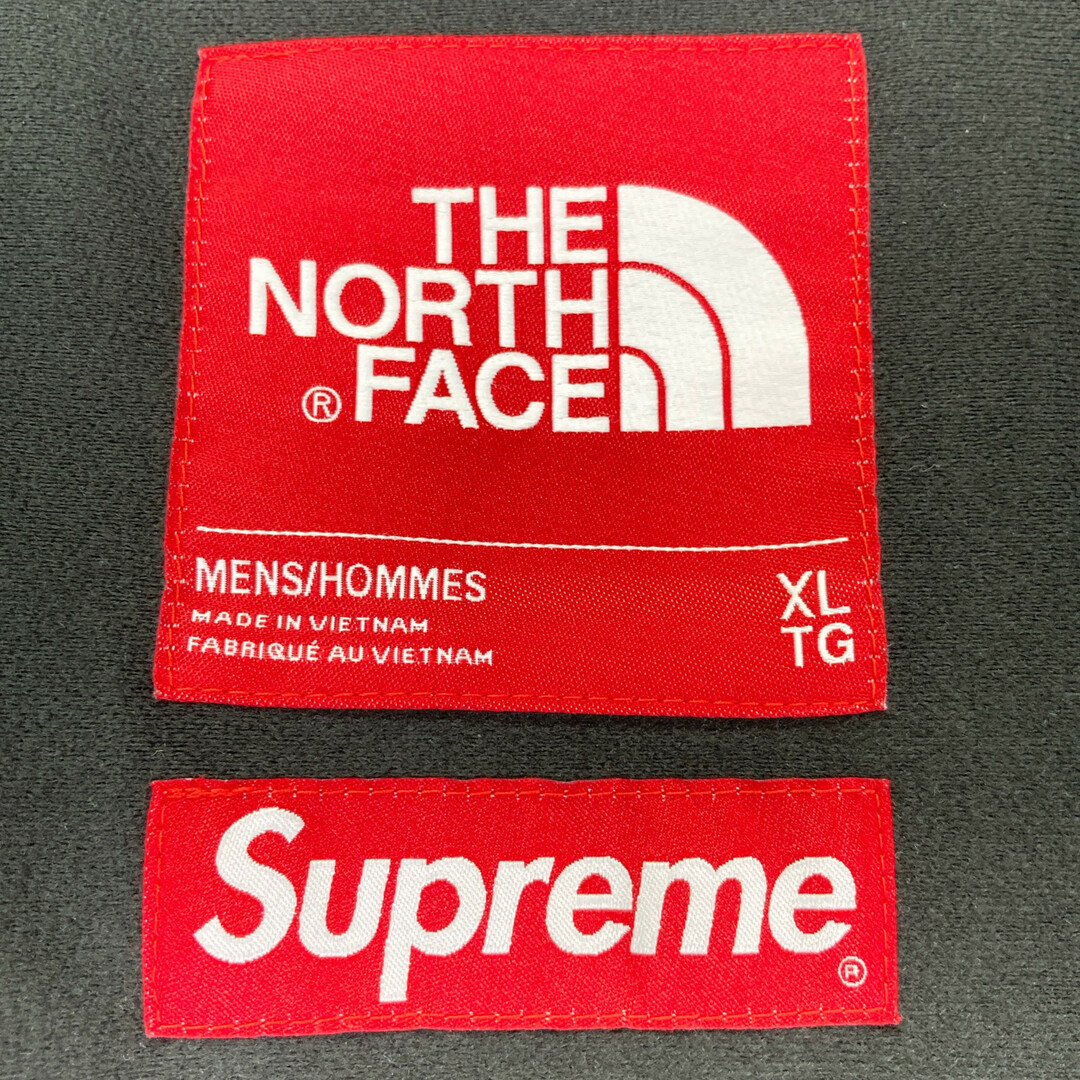 THE
NORTH
® FACE
MENS/HOMMES XL
MADE IN VIETNAM
FABRIQUÉ AU VIETNAM TG
Supreme ®